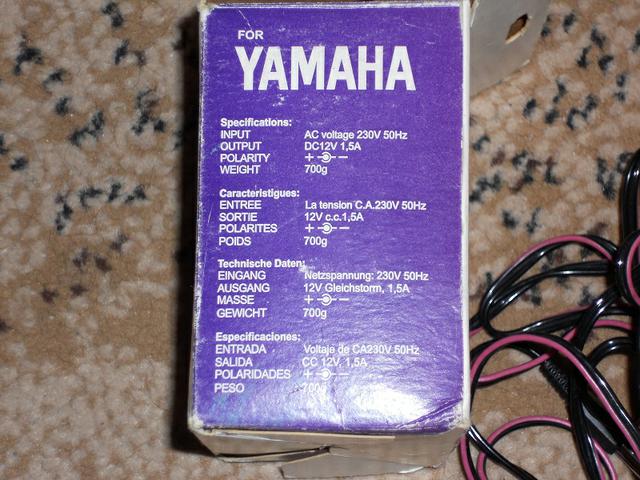 FOR
YAMAHA
Specifications:
INPUT AC voltage 230V 50Hz
OUTPUT DC12V 1,5A
POLARITY + −
WEIGHT 700g
Caracteristigues:
ENTREE La tension C.A.230V 50Hz
SORTIE 12V c.c.1,5A
POLARITES + −
POIDS 700g
Technische Daten:
EINGANG Netzspannung: 230V 50Hz
AUSGANG 12V Gleichstorm, 1,5A
MASSE + −
GEWICHT 700g
Especificaciones:
ENTRADA Voltaje de CA230V 50Hz
SALIDA CC 12V, 1,5A
POLARIDADES + −
PESO 700g